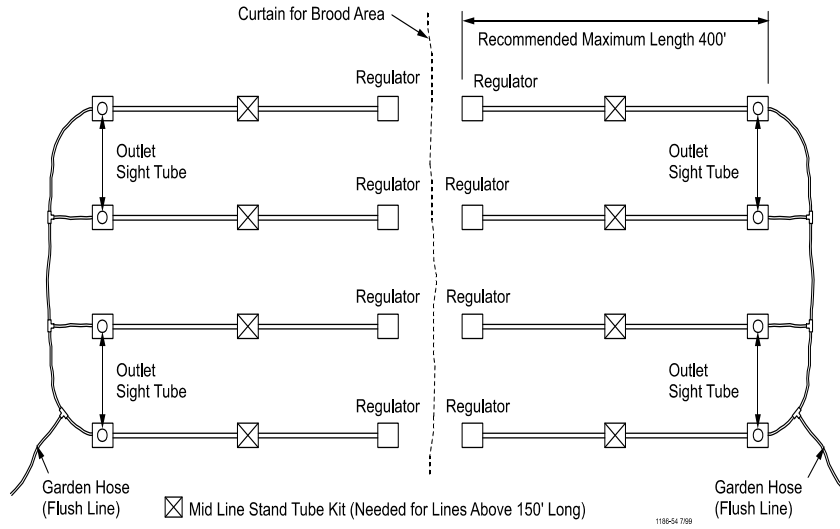 Curtain for Brood Area
Recommended Maximum Length 400'
Regulator
Regulator
Outlet
Sight Tube
Outlet
Sight Tube
Regulator
Regulator
Regulator
Regulator
Outlet
Sight Tube
Outlet
Sight Tube
Regulator
Regulator
Garden Hose
(Flush Line)
Mid Line Stand Tube Kit (Needed for Lines Above 150' Long)
Garden Hose
(Flush Line)
1186-54 7/99